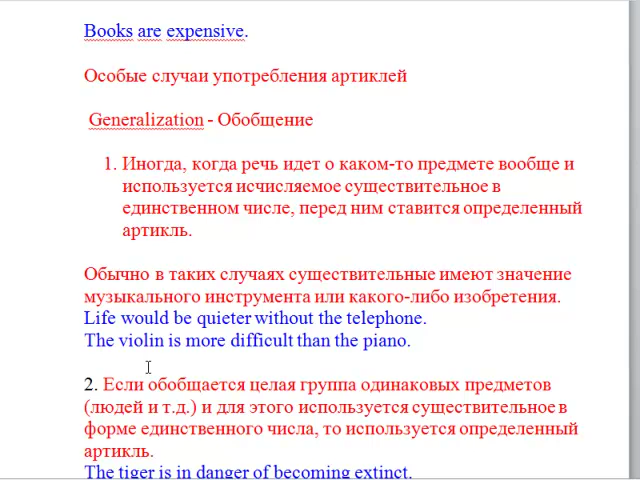 Books are expensive.
Особые случаи употребления артиклей
Generalization - Обобщение
1. Иногда, когда речь идет о каком-то предмете вообще и
используется исчисляемое существительное в
единственном числе, перед ним ставится определенный
артикль.
Обычно в таких случаях существительные имеют значение
музыкального инструмента или какого-либо изобретения.
Life would be quieter without the telephone.
The violin is more difficult than the piano.
2. Если обобщается целая группа одинаковых предметов
(людей и т.д.) и для этого используется существительное в
форме единственного числа, то используется определенный
артикль.
The tiger is in danger of becoming extinct.